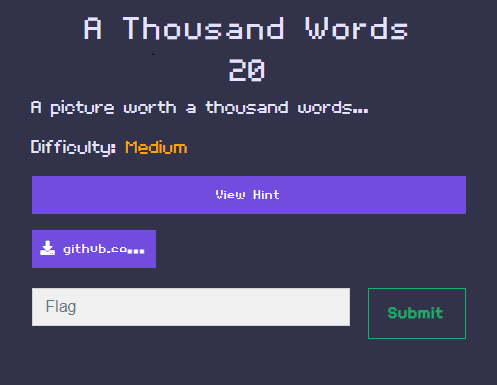 A Thousand Words
20
A picture worth a thousand words...
Difficulty: Medium
View Hint
github.co...
Flag
Submit